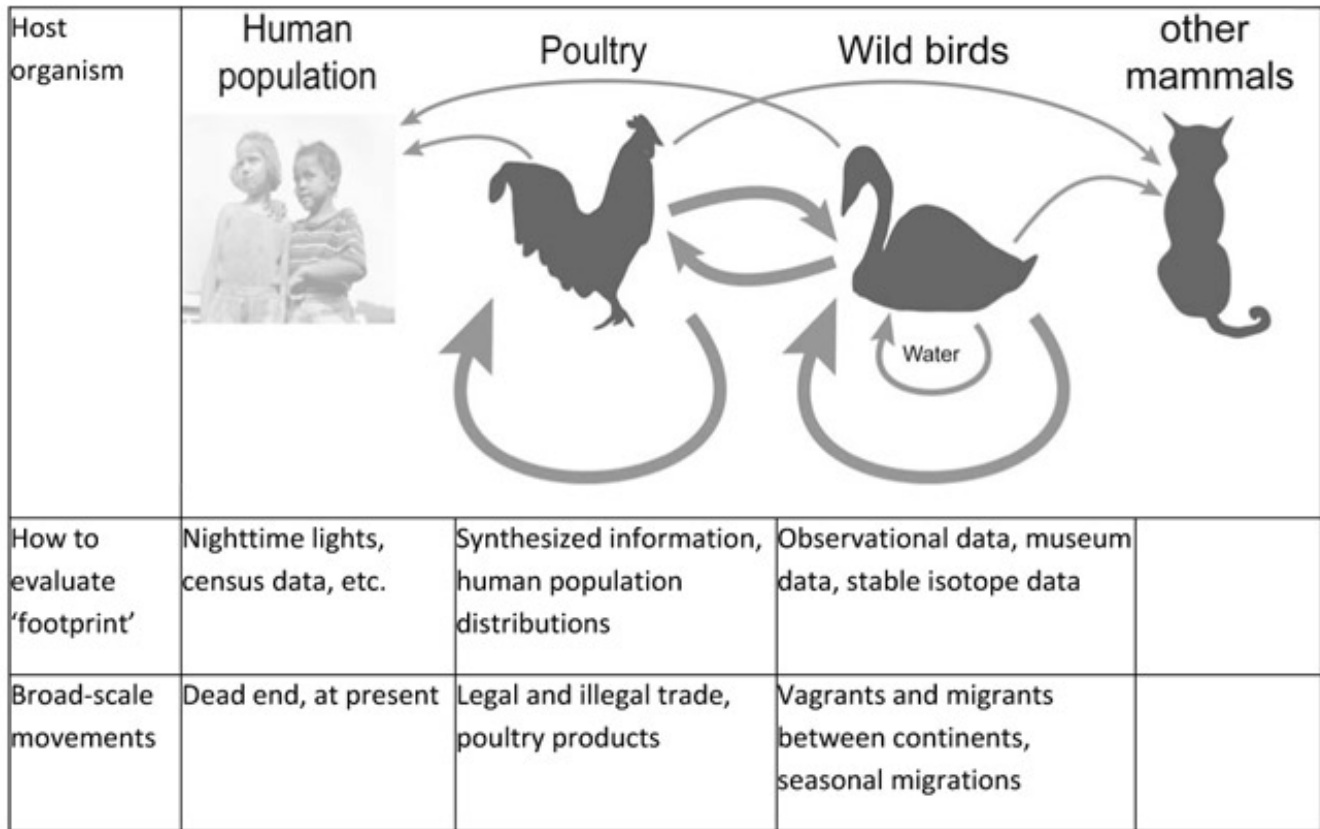 Host
organism
Human
population
Poultry
Wild birds
other
mammals
Water
How to
evaluate
‘footprint’
Nighttime lights,
census data, etc.
Synthesized information,
human population
distributions
Observational data, museum
data, stable isotope data
Broad-scale
movements
Dead end, at present
Legal and illegal trade,
poultry products
Vagrants and migrants
between continents,
seasonal migrations